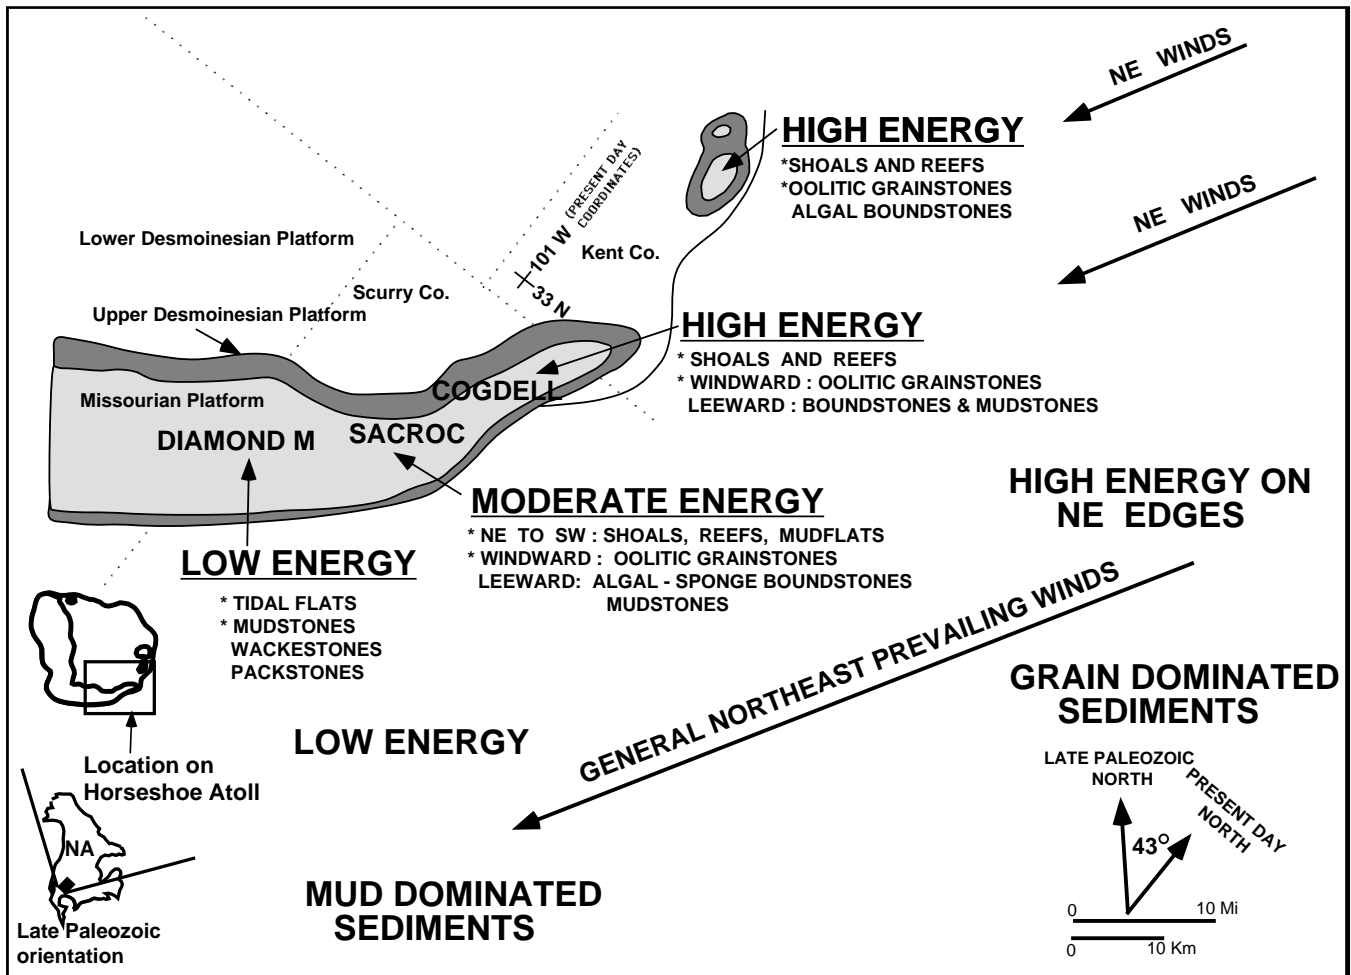 NE WINDS
HIGH ENERGY
*SHOALS AND REEFS
*OOLITIC GRAINSTONES
ALGAL BOUNDSTONES
NE WINDS
101 W (PRESENT DAY
COORDINATES)
33 N
Kent Co.
Lower Desmoinesian Platform
Scurry Co.
Upper Desmoinesian Platform
HIGH ENERGY
* SHOALS AND REEFS
* WINDWARD : OOLITIC GRAINSTONES
LEEWARD : BOUNDSTONES & MUDSTONES
COGDELL
Missourian Platform
DIAMOND M
SACROC
HIGH ENERGY ON
NE EDGES
MODERATE ENERGY
* NE TO SW : SHOALS, REEFS, MUDFLATS
* WINDWARD : OOLITIC GRAINSTONES
LEEWARD: ALGAL - SPONGE BOUNDSTONES
MUDSTONES
LOW ENERGY
* TIDAL FLATS
* MUDSTONES
WACKESTONES
PACKSTONES
GENERAL NORTHEAST PREVAILING WINDS
GRAIN DOMINATED
SEDIMENTS
LOW ENERGY
Location on
Horseshoe Atoll
LATE PALEOZOIC
NORTH
PRESENT DAY
NORTH
43°
NA
MUD DOMINATED
SEDIMENTS
Late Paleozoic
orientation
0 10 Mi
0 10 Km